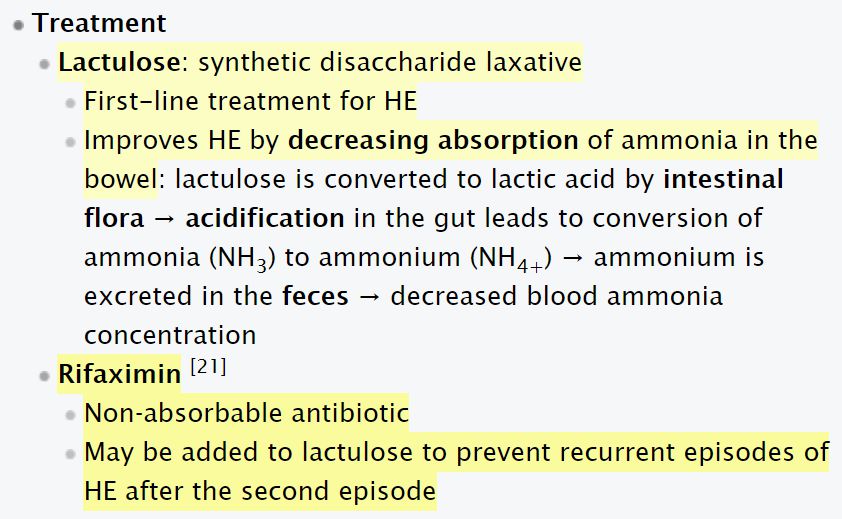 Treatment
Lactulose: synthetic disaccharide laxative
First-line treatment for HE
Improves HE by decreasing absorption of ammonia in the
bowel: lactulose is converted to lactic acid by intestinal
flora → acidification in the gut leads to conversion of
ammonia (NH₃) to ammonium (NH₄₊) → ammonium is
excreted in the feces → decreased blood ammonia
concentration
Rifaximin [21]
Non-absorbable antibiotic
May be added to lactulose to prevent recurrent episodes of
HE after the second episode